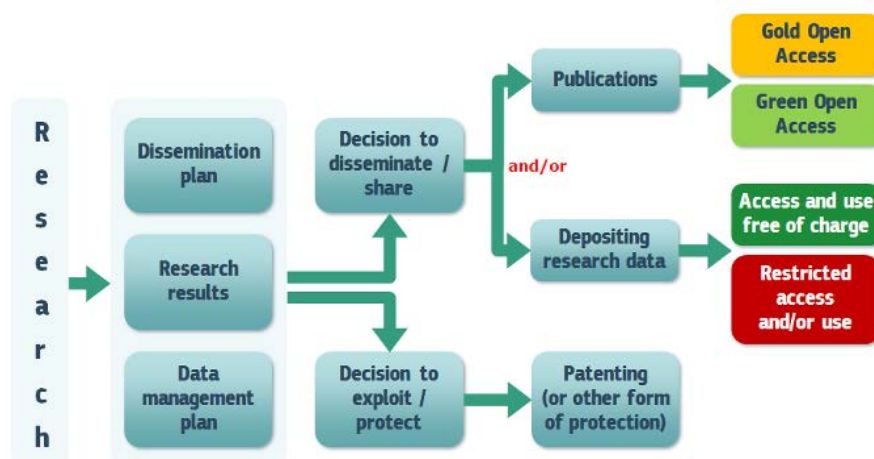 R
e
s
e
a
r
c
h
Dissemination
plan
Research
results
Data
management
plan
Decision to
disseminate /
share
Decision to
exploit /
protect
and/or
Publications
Depositing
research data
Patenting
(or other form
of protection)
Gold Open
Access
Green Open
Access
Access and use
free of charge
Restricted
access
and/or use